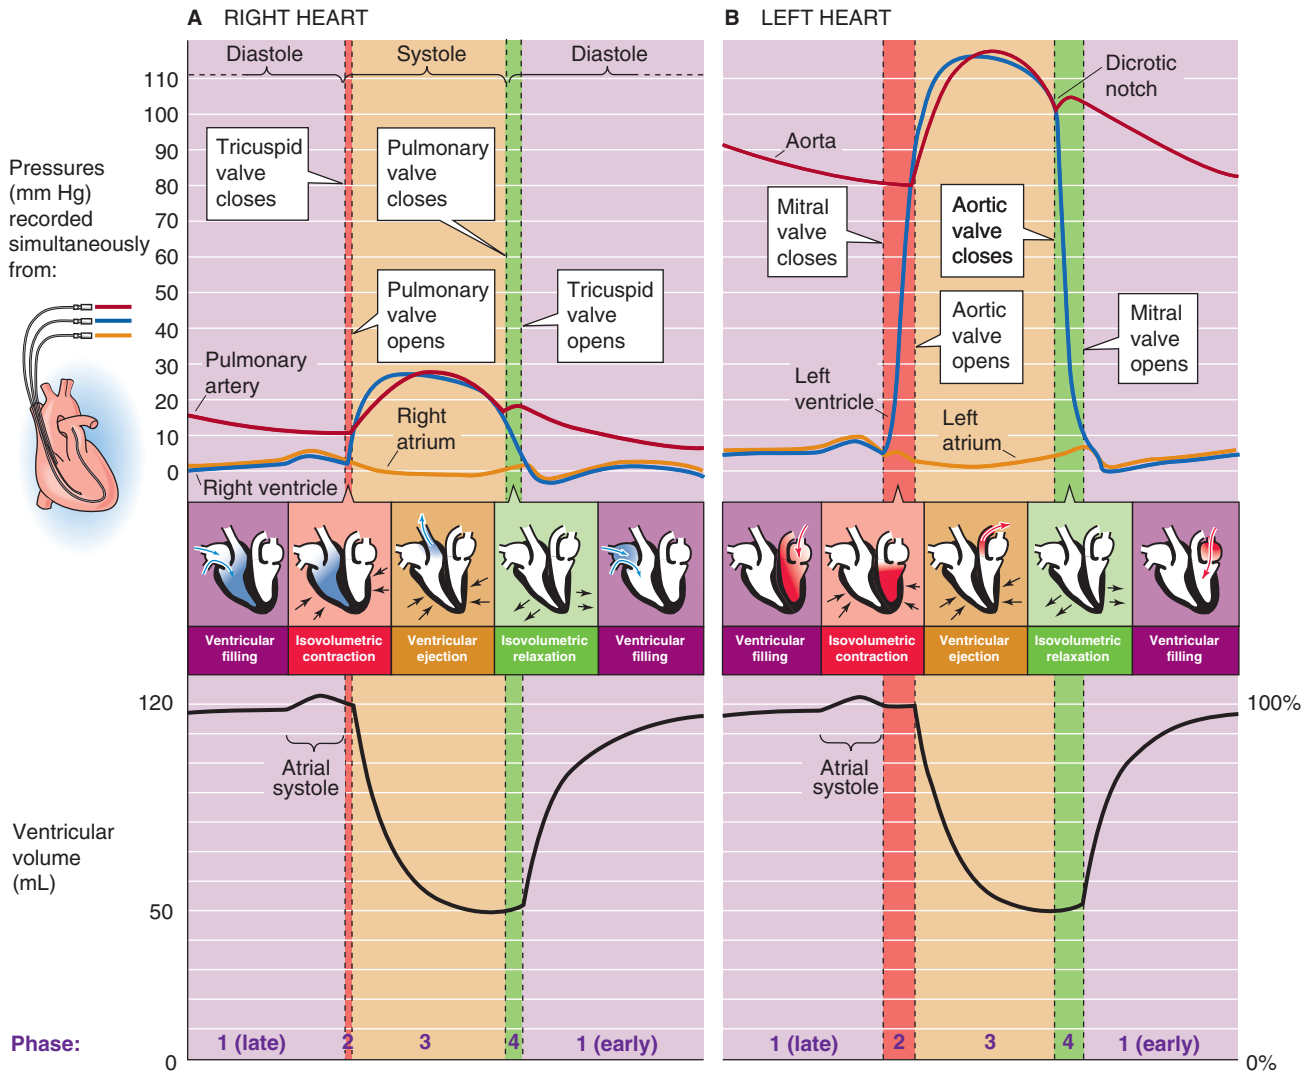 A RIGHT HEART
B LEFT HEART
Diastole
Systole
Diastole
Pressures
(mm Hg)
recorded
simultaneously
from:
110
100
90
80
70
60
50
40
30
20
10
0
Tricuspid
valve
closes
Pulmonary
valve
closes
Pulmonary
valve
opens
Tricuspid
valve
opens
Pulmonary
artery
Right
atrium
Right ventricle
Dicrotic
notch
Aorta
Mitral
valve
closes
Aortic
valve
closes
Aortic
valve
opens
Mitral
valve
opens
Left
ventricle
Left
atrium
Ventricular
filling
Isovolumetric
contraction
Ventricular
ejection
Isovolumetric
relaxation
Ventricular
filling
Ventricular
filling
Isovolumetric
contraction
Ventricular
ejection
Isovolumetric
relaxation
Ventricular
filling
Ventricular
volume
(mL)
120
50
0
Atrial
systole
Atrial
systole
100%
0%
Phase:
1 (late) 2 3 4 1 (early)
1 (late) 2 3 4 1 (early)